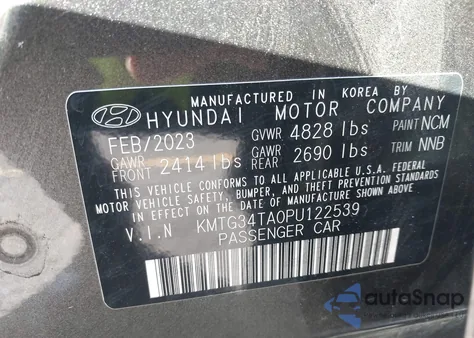 MANUFACTURED IN KOREA BY
HYUNDAI MOTOR COMPANY
FEB/2023 GVWR 4828 lbs PAINT NCM
GAWR FRONT 2414 lbs GAWR REAR 2690 lbs TRIM NNB
THIS VEHICLE CONFORMS TO ALL APPLICABLE U.S.A. FEDERAL
MOTOR VEHICLE SAFETY, BUMPER, AND THEFT PREVENTION STANDARDS
IN EFFECT ON THE DATE OF MANUFACTURE SHOWN ABOVE.
V.I.N KMTG34TA0PU122539
PASSENGER CAR
autoSnap